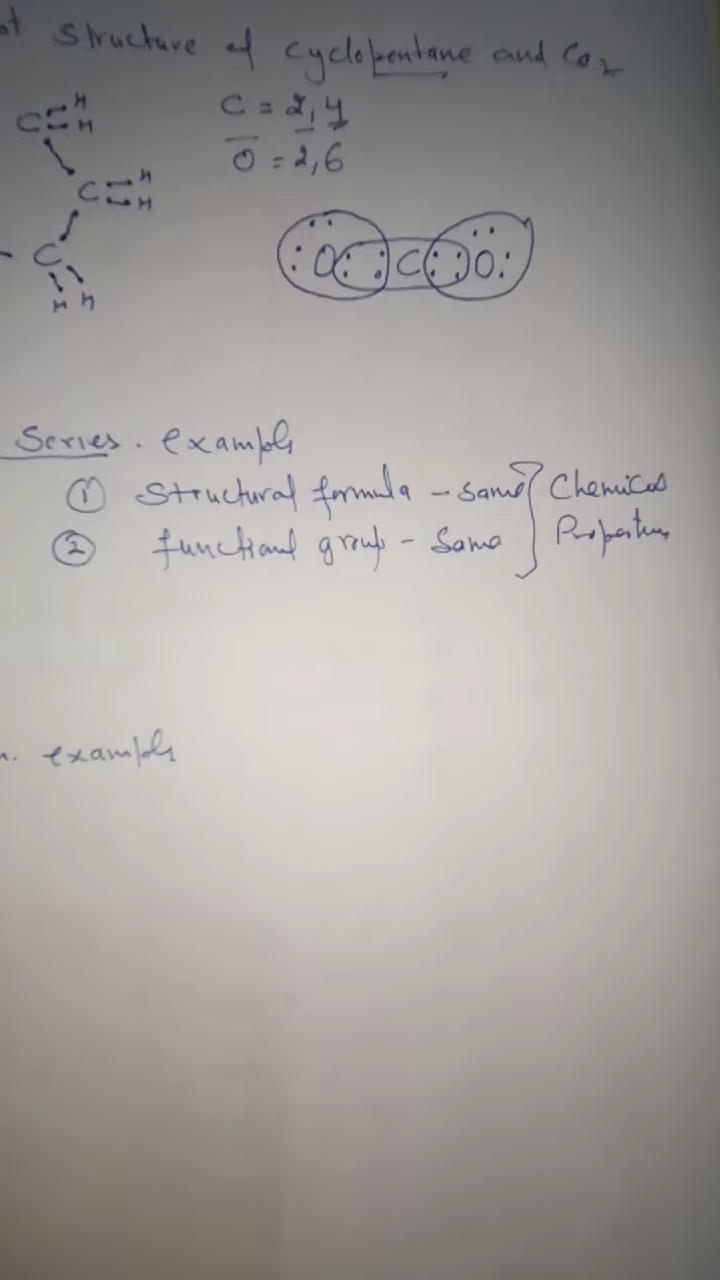 structure of cyclopentane and CO2
C = 2,4
O = 2,6
C H H
C H H
C H H
O C O
Series. example
① Structural formula - same Chemical
② functional group - Same Properties
example